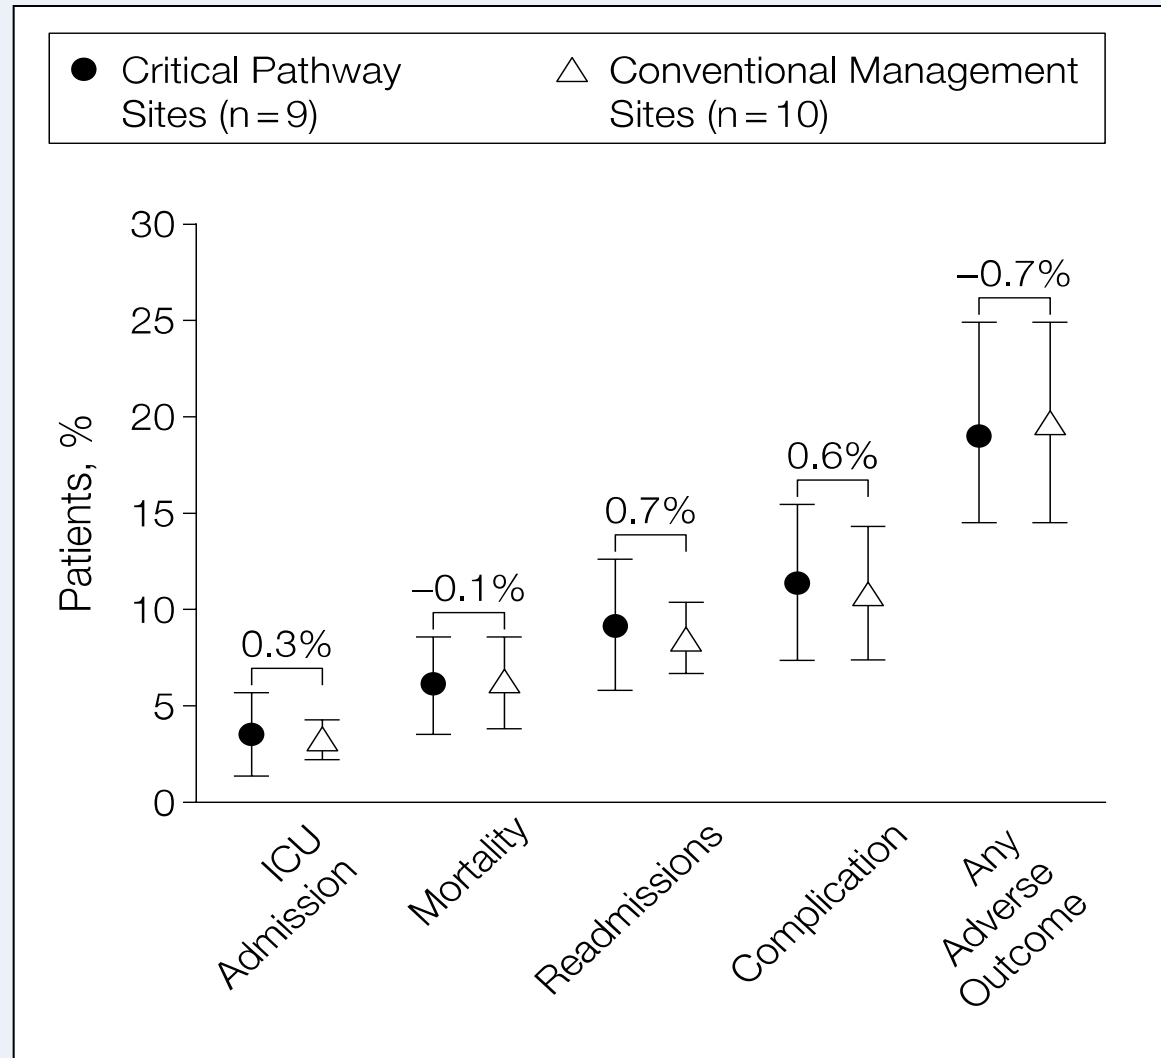 Critical Pathway
Sites (n = 9)
Conventional Management
Sites (n = 10)
30
25
20
15
10
5
0
Patients, %
0.3%
–0.1%
0.7%
0.6%
–0.7%
ICU
Admission
Mortality
Readmissions
Complication
Any
Adverse
Outcome